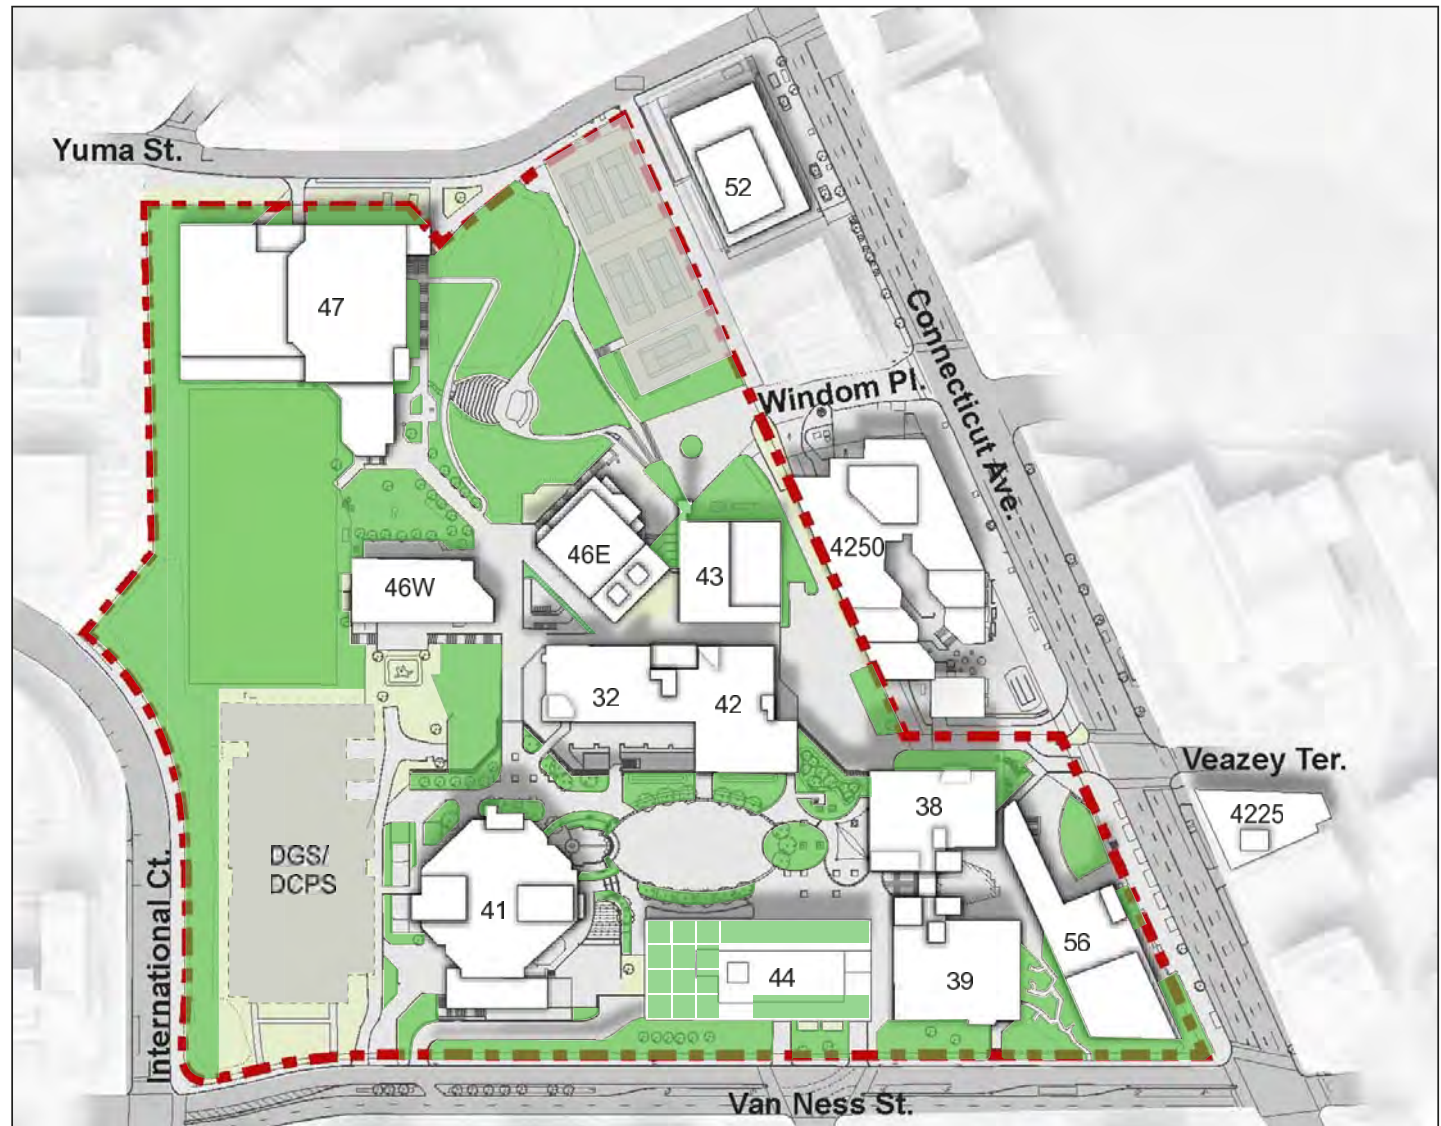 Yuma St.
52
47
Connecticut Ave.
Windom Pl.
4250
46E
43
46W
32
42
Veazey Ter.
38
4225
DGS/
DCPS
41
56
44
39
International Ct.
Van Ness St.